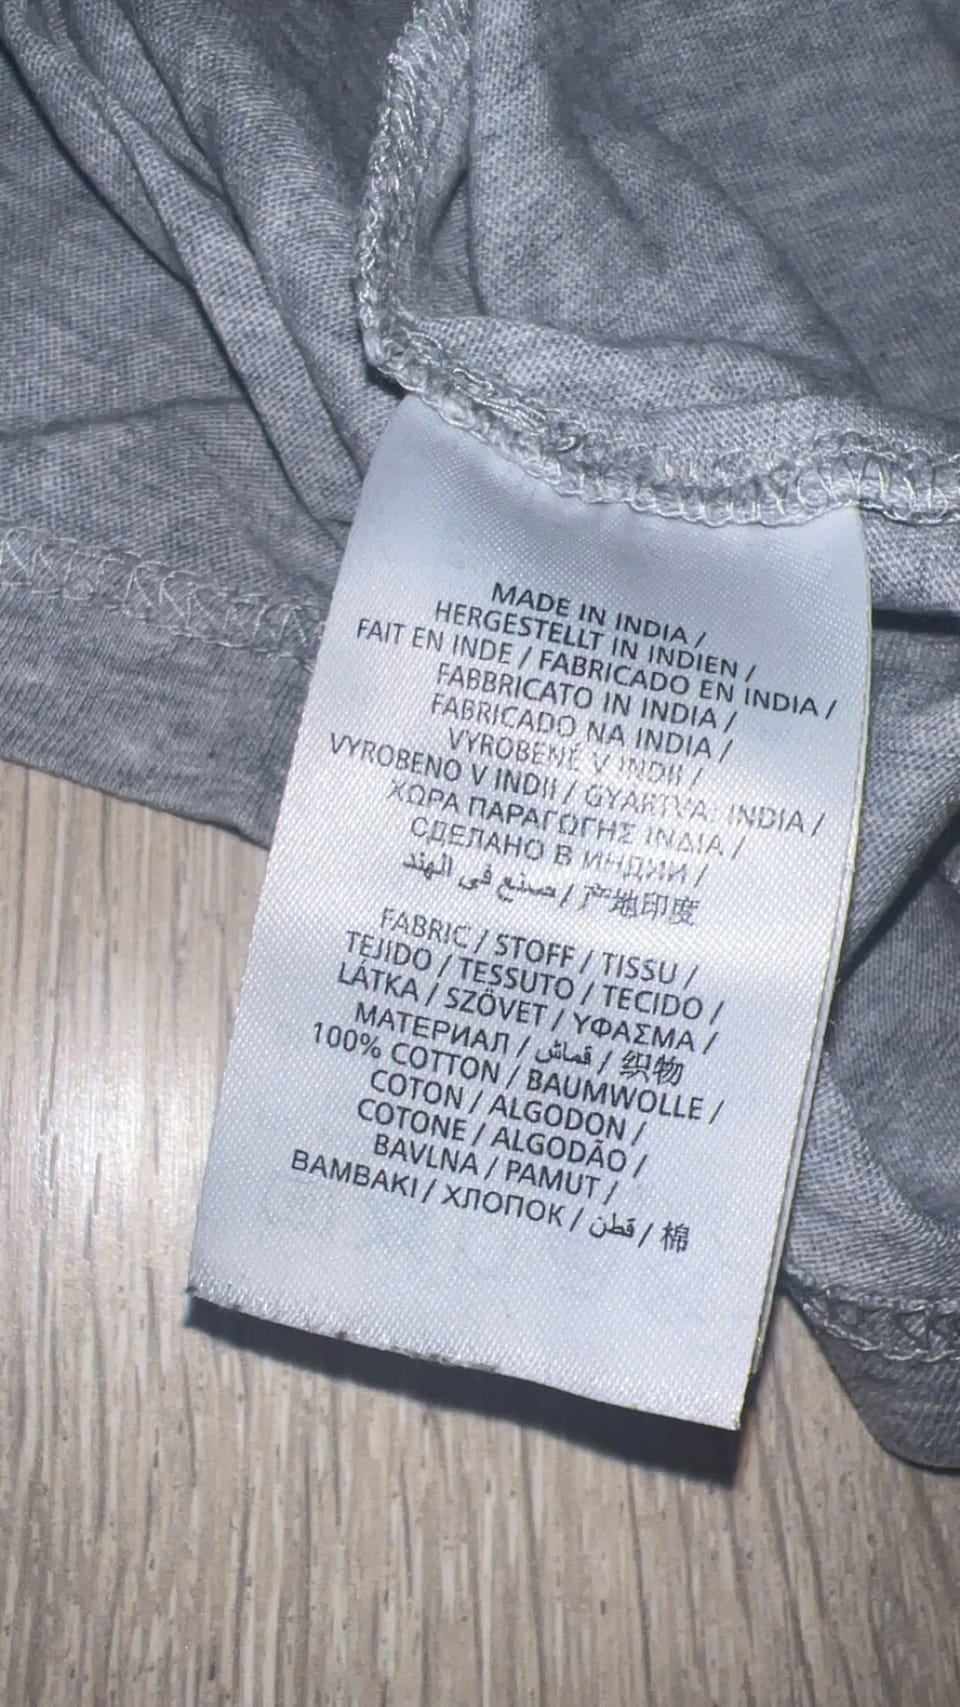 MADE IN INDIA /
HERGESTELLT IN INDIEN /
FAIT EN INDE / FABRICADO EN INDIA /
FABBRICATO IN INDIA /
FABRICADO NA INDIA /
VYROBENÉ V INDII /
VYROBENO V INDII / GYÁRTVA: INDIA /
ΧΩΡΑ ΠΑΡΑΓΩΓΗΣ ΙΝΔΙΑ /
СДЕЛАНО В ИНДИИ /
صنع في الهند / 产地印度
FABRIC / STOFF / TISSU /
TEJIDO / TESSUTO / TECIDO /
LÁTKA / SZÖVET / ΥΦΑΣΜΑ /
МАТЕРИАЛ / قماش / 织物
100% COTTON / BAUMWOLLE /
COTON / ALGODON /
COTONE / ALGODÃO /
BAVLNA / PAMUT /
ΒΑΜΒΑΚΙ / ХЛОПОК / قطن / 棉